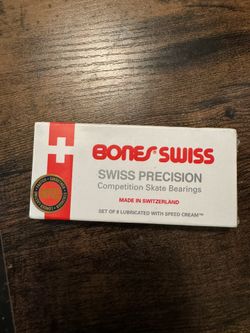 BONES SWISS
SWISS PRECISION
Competition Skate Bearings
MADE IN SWITZERLAND
SET OF 8 LUBRICATED WITH SPEED CREAM™